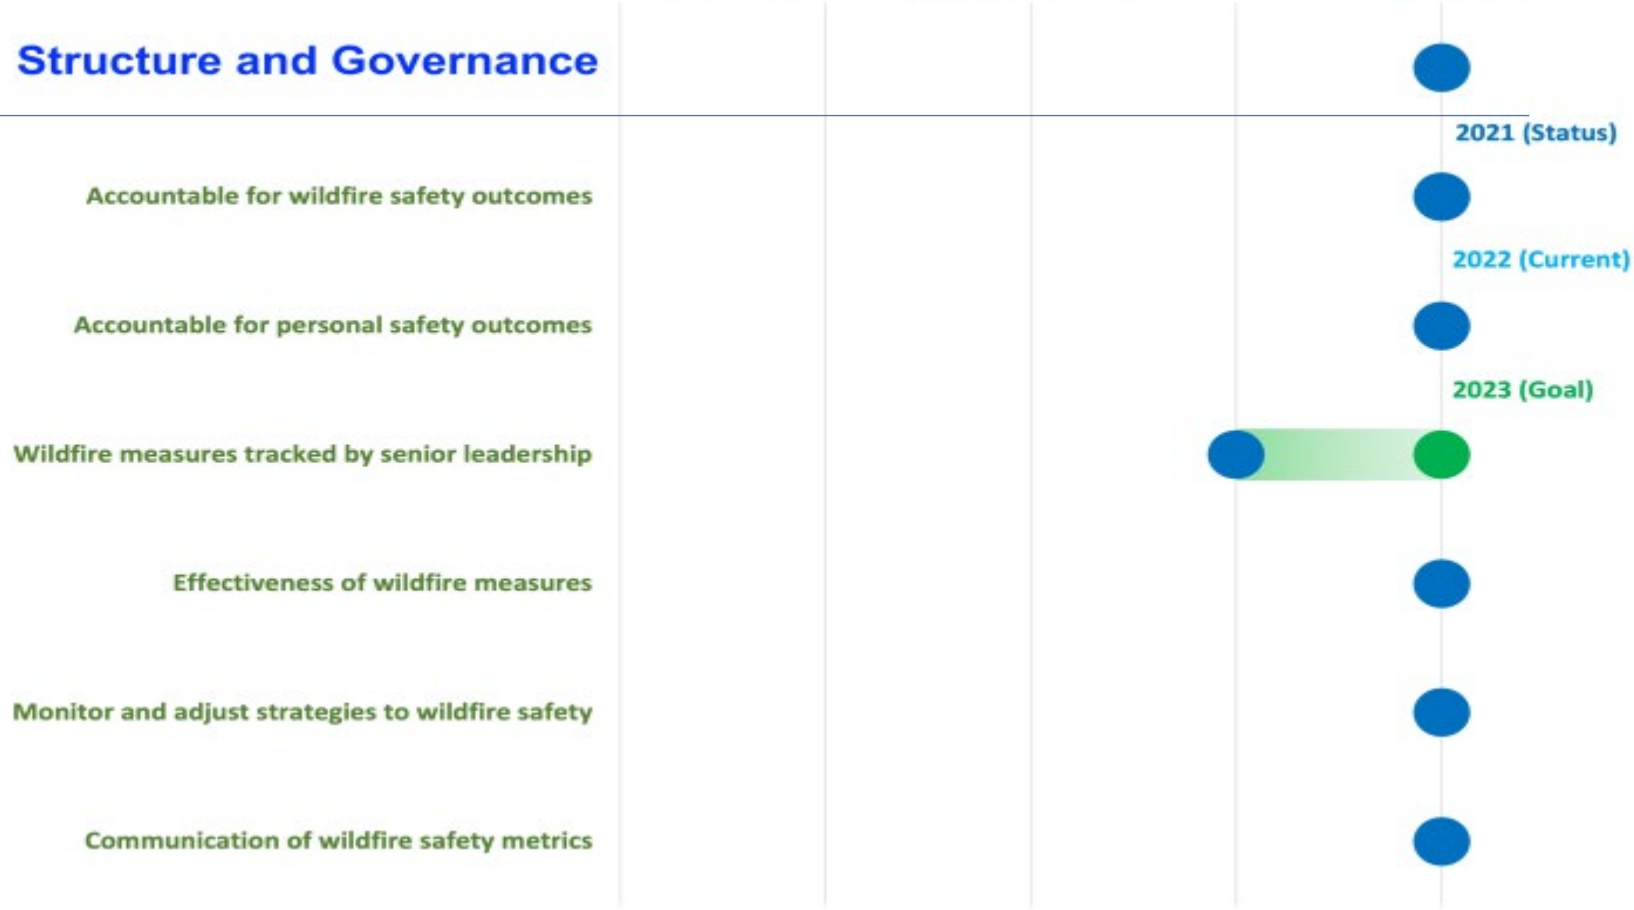 Structure and Governance
2021 (Status)
Accountable for wildfire safety outcomes
2022 (Current)
Accountable for personal safety outcomes
2023 (Goal)
Wildfire measures tracked by senior leadership
Effectiveness of wildfire measures
Monitor and adjust strategies to wildfire safety
Communication of wildfire safety metrics